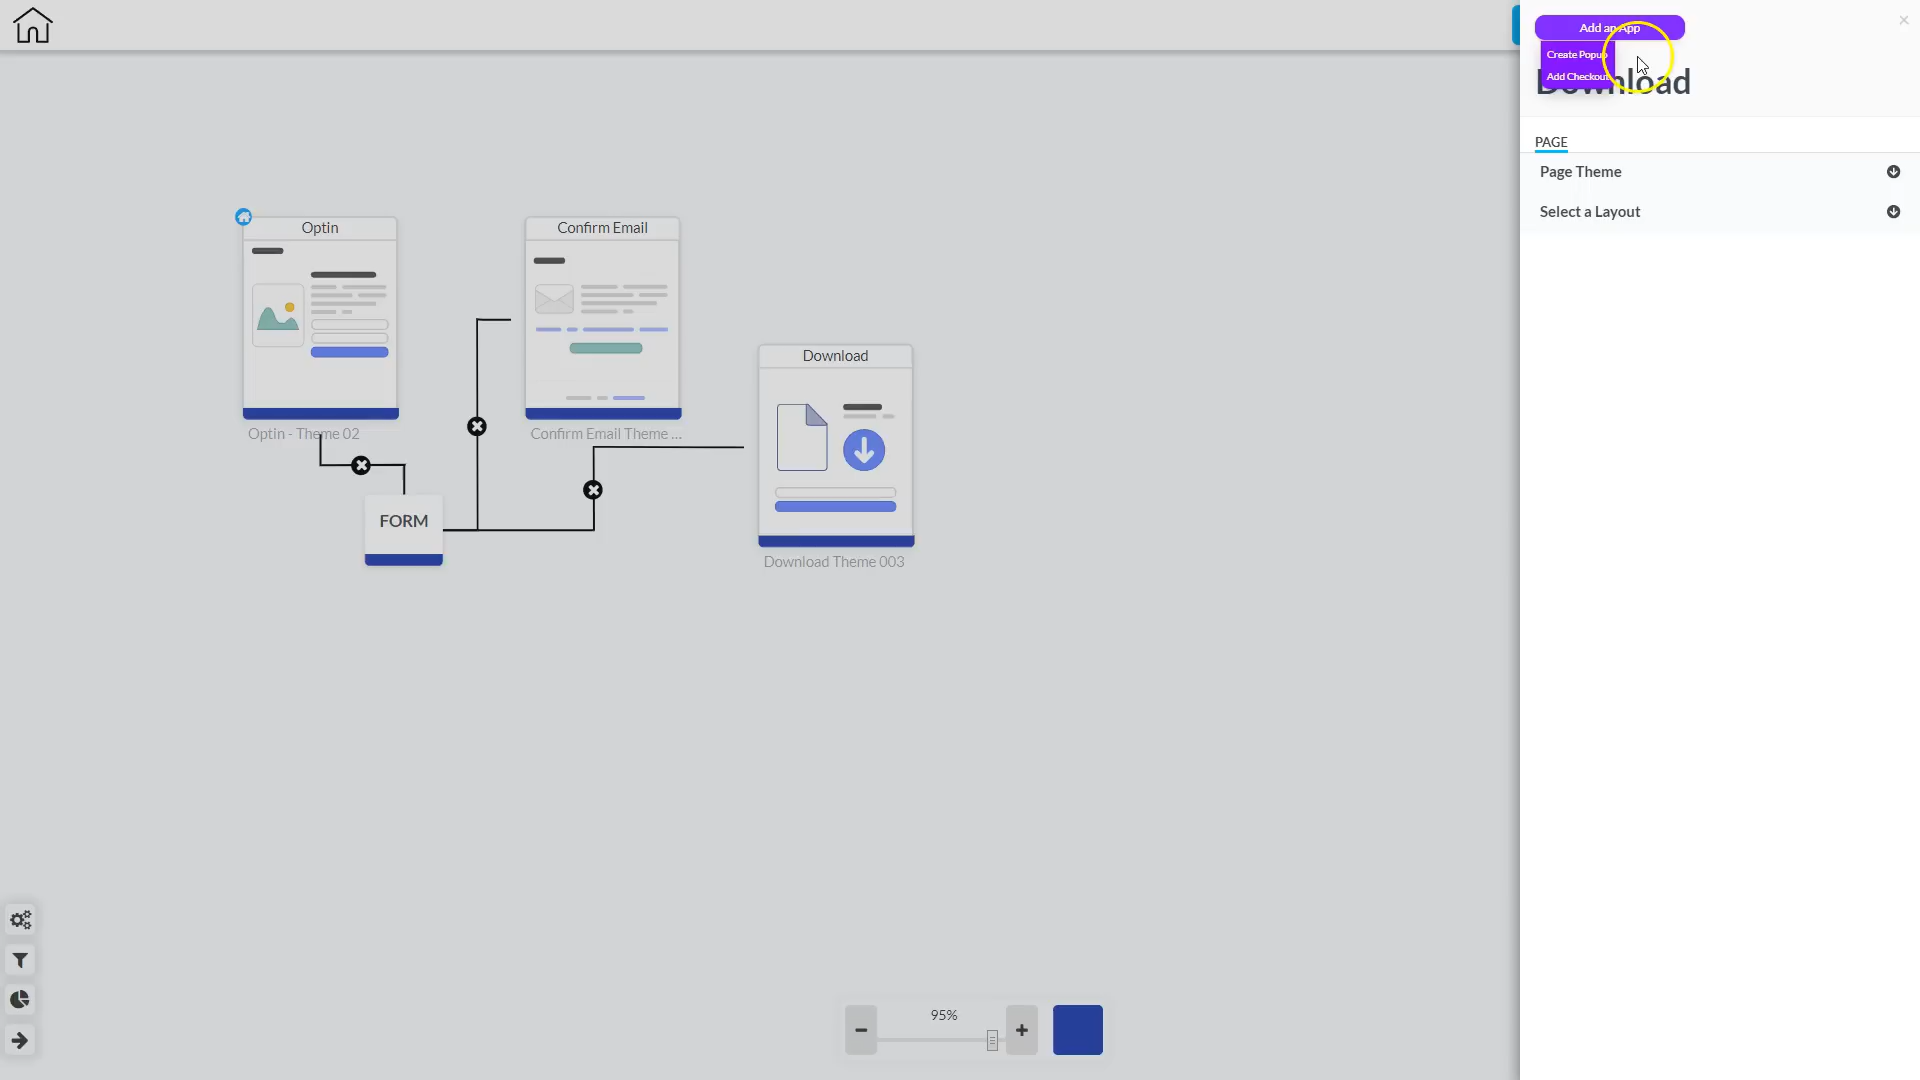 Add an App
Create Popup
Add Checkout
Download
PAGE
Page Theme
Select a Layout
Optin
Optin - Theme 02
Confirm Email
Confirm Email Theme ...
Download
Download Theme 003
FORM
95%